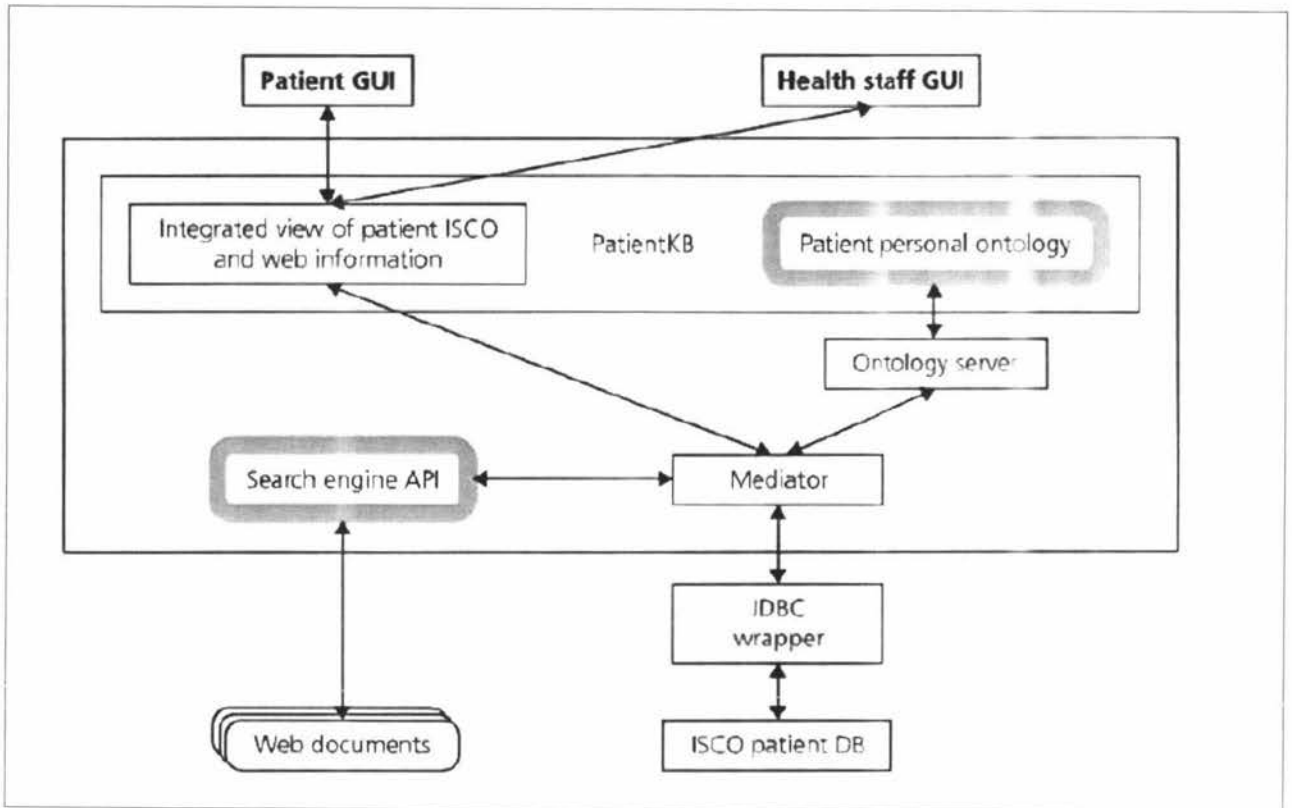 Patient GUI
Health staff GUI
Integrated view of patient ISCO
and web information
PatientKB
Patient personal ontology
Ontology server
Search engine API
Mediator
JDBC
wrapper
Web documents
ISCO patient DB